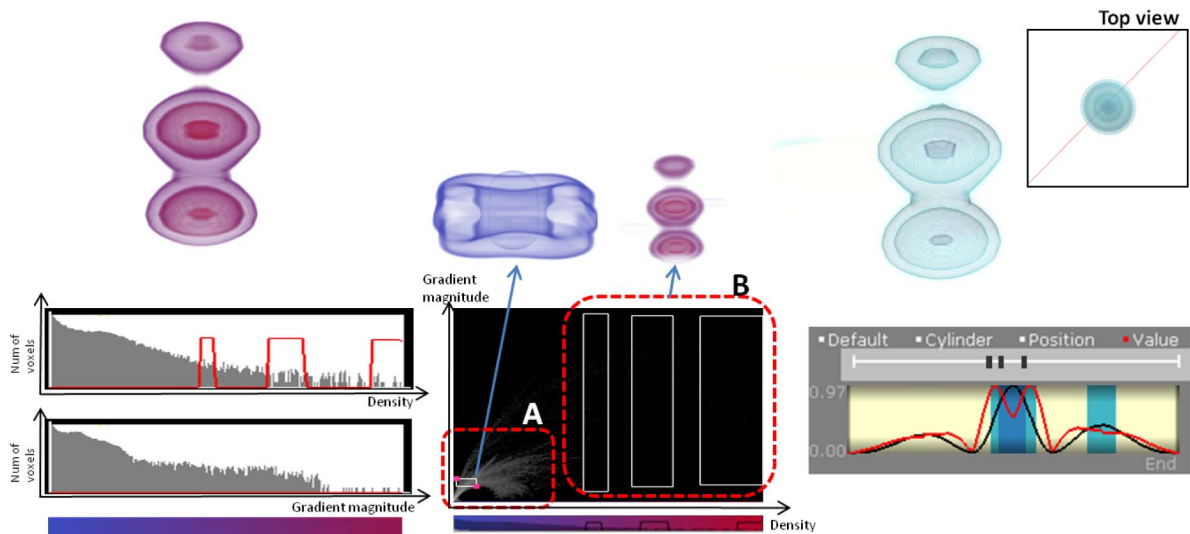 Top view
Gradient
magnitude
B
Num of
voxels
Density
A
Num of
voxels
Gradient magnitude
Density
Default Cylinder Position Value
0.97
0.00
End